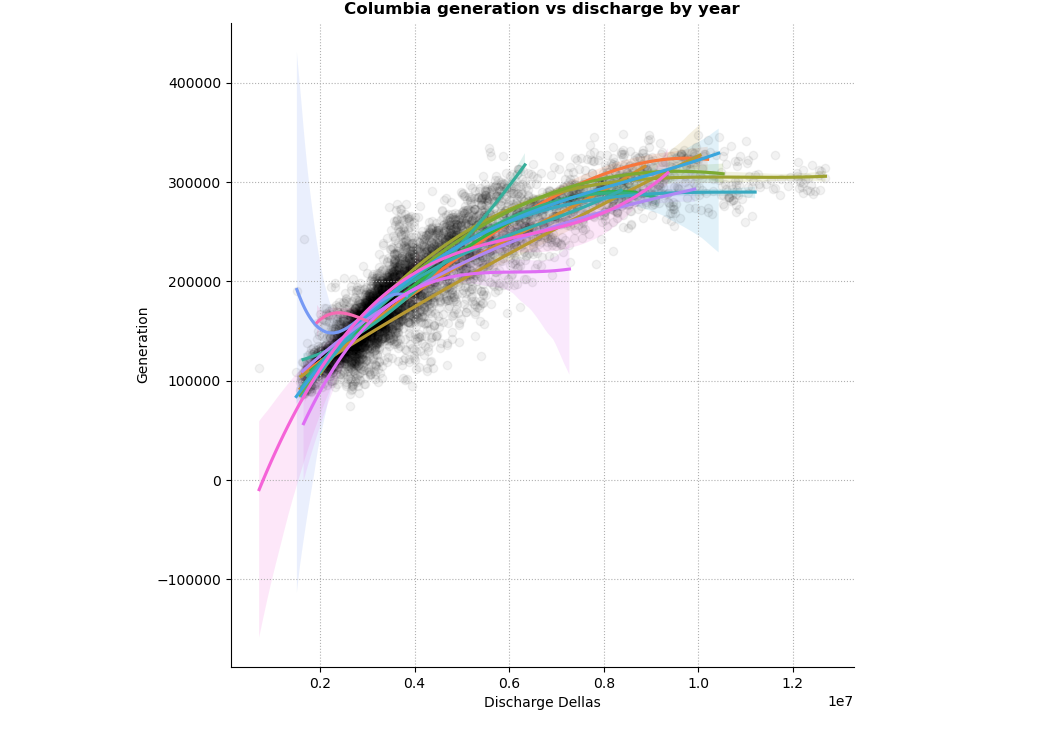 Columbia generation vs discharge by year
400000
300000
200000
100000
0
−100000
Generation
0.2 0.4 0.6 0.8 1.0 1.2
1e7
Discharge Dellas